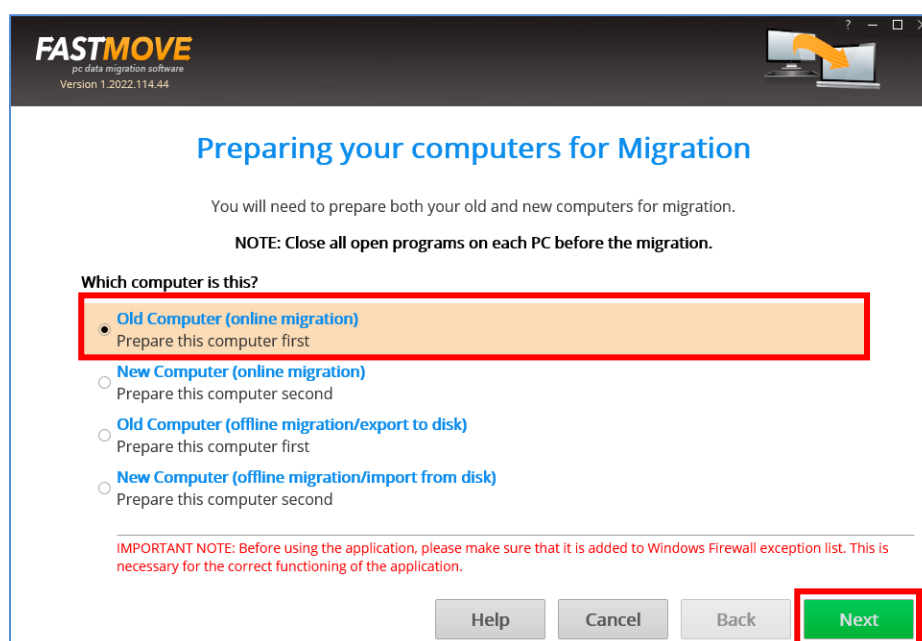 FASTMOVE
pc data migration software
Version 1.2022.114.44
?
Preparing your computers for Migration
You will need to prepare both your old and new computers for migration.
NOTE: Close all open programs on each PC before the migration.
Which computer is this?
Old Computer (online migration)
Prepare this computer first
New Computer (online migration)
Prepare this computer second
Old Computer (offline migration/export to disk)
Prepare this computer first
New Computer (offline migration/import from disk)
Prepare this computer second
IMPORTANT NOTE: Before using the application, please make sure that it is added to Windows Firewall exception list. This is
necessary for the correct functioning of the application.
Help Cancel Back Next